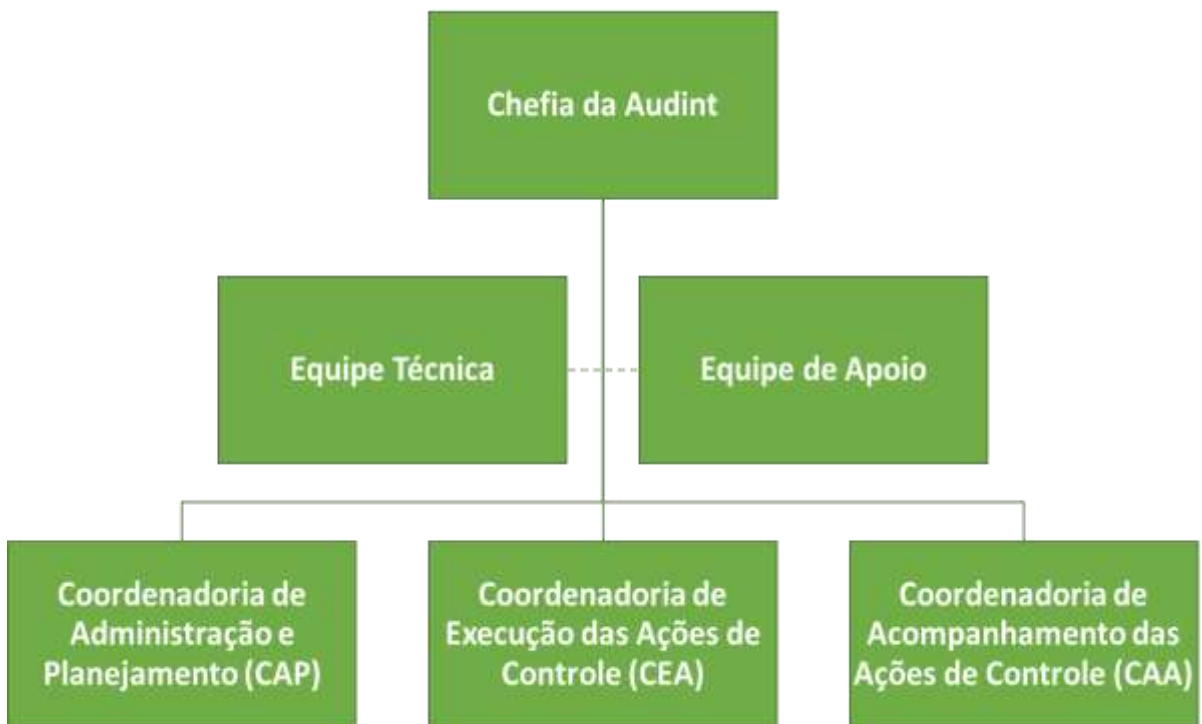 Chefia da Audint
Equipe Técnica
Equipe de Apoio
Coordenadoria de
Administração e
Planejamento (CAP)
Coordenadoria de
Execução das Ações de
Controle (CEA)
Coordenadoria de
Acompanhamento das
Ações de Controle (CAA)